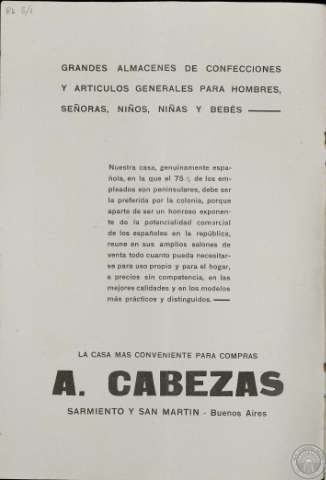 GRANDES ALMACENES DE CONFECCIONES
Y ARTICULOS GENERALES PARA HOMBRES,
SEÑORAS, NIÑOS, NIÑAS Y BEBÉS ———
Nuestra casa, genuinamente espa-
ñola, en la que el 75 % de los em-
pleados son peninsulares, debe ser
la preferida por la colonia, porque
aparte de ser un honroso exponen-
te de la potencialidad comercial
de los españoles en la república,
reune en sus amplios salones de
venta todo cuanto pueda necesitar-
se para uso propio y para el hogar,
a precios sin competencia, en las
mejores calidades y en los modelos
más prácticos y distinguidos. ——
LA CASA MAS CONVENIENTE PARA COMPRAS
A. CABEZAS
SARMIENTO Y SAN MARTIN - Buenos Aires